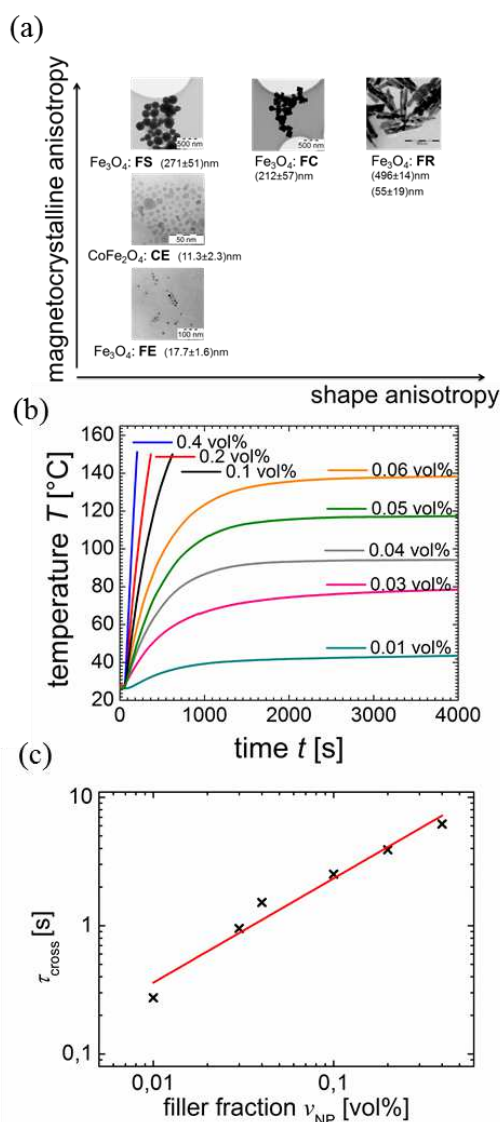 (a)
magnetocrystalline anisotropy
500 nm
500 nm
Fe₃O₄: FS (271±51)nm
Fe₃O₄: FC
(212±57)nm
Fe₃O₄: FR
(496±14)nm
(55±19)nm
50 nm
CoFe₂O₄: CE (11.3±2.3)nm
100 nm
Fe₃O₄: FE (17.7±1.6)nm
shape anisotropy
(b)
temperature T [°C]
160
140
120
100
80
60
40
20
0.4 vol%
0.2 vol%
0.1 vol%
0.06 vol%
0.05 vol%
0.04 vol%
0.03 vol%
0.01 vol%
0 1000 2000 3000 4000
time t [s]
(c)
τcross [s]
10
1
0,1
0,01 0,1
filler fraction νNP [vol%]